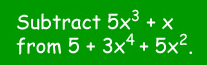 Subtract 5x³ + x
from 5 + 3x⁴ + 5x².